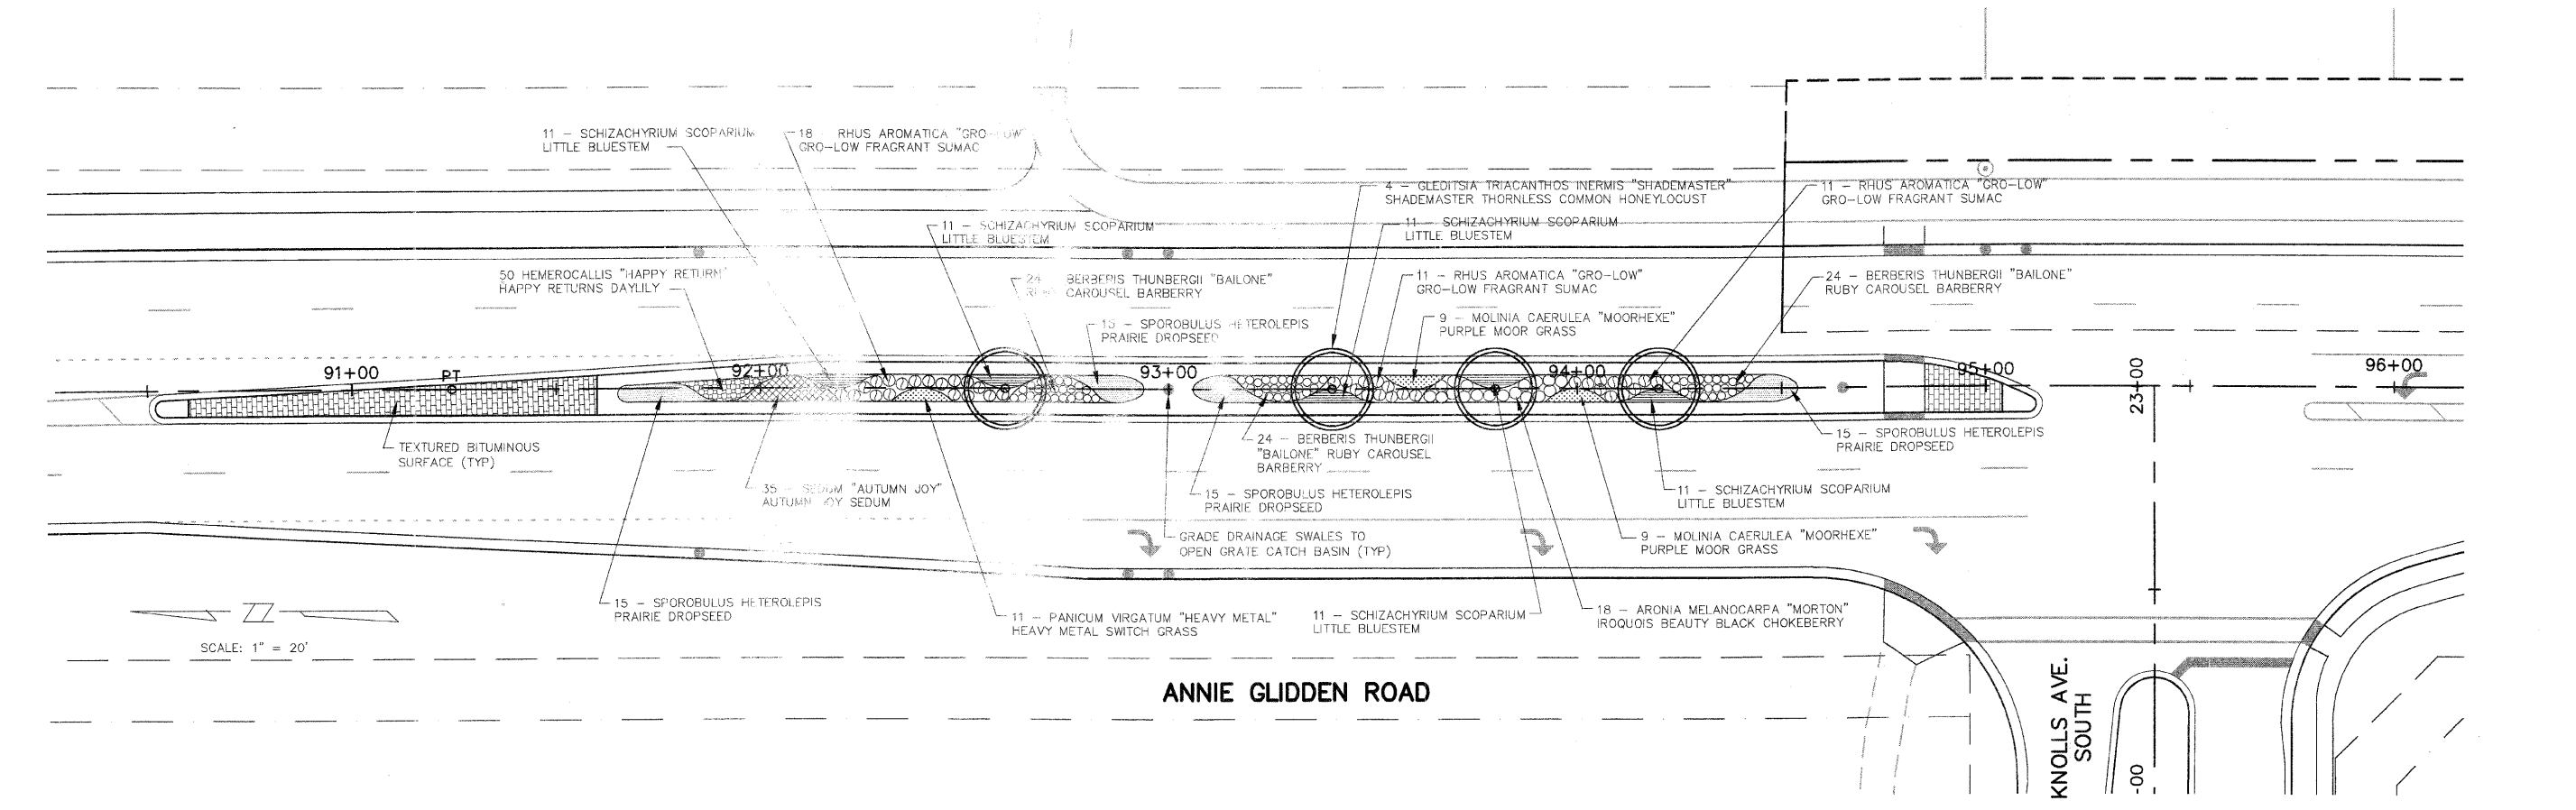 11 – SCHIZACHYRIUM SCOPARIUM
LITTLE BLUESTEM
18 – RHUS AROMATICA "GRO-LOW"
GRO-LOW FRAGRANT SUMAC
4 – GLEDITSIA TRIACANTHOS INERMIS "SHADEMASTER"
SHADEMASTER THORNLESS COMMON HONEYLOCUST
11 – RHUS AROMATICA "GRO-LOW"
GRO-LOW FRAGRANT SUMAC
11 – SCHIZACHYRIUM SCOPARIUM
LITTLE BLUESTEM
11 – SCHIZACHYRIUM SCOPARIUM
LITTLE BLUESTEM
50 HEMEROCALLIS "HAPPY RETURN"
HAPPY RETURNS DAYLILY
24 – BERBERIS THUNBERGII "BAILONE"
CAROUSEL BARBERRY
11 – RHUS AROMATICA "GRO-LOW"
GRO-LOW FRAGRANT SUMAC
24 – BERBERIS THUNBERGII "BAILONE"
RUBY CAROUSEL BARBERRY
15 – SPOROBULUS HETEROLEPIS
PRAIRIE DROPSEED
9 – MOLINIA CAERULEA "MOORHEXE"
PURPLE MOOR GRASS
91+00
PT
92+00
93+00
94+00
95+00
96+00
23+00
TEXTURED BITUMINOUS
SURFACE (TYP)
24 – BERBERIS THUNBERGII
"BAILONE" RUBY CAROUSEL
BARBERRY
15 – SPOROBULUS HETEROLEPIS
PRAIRIE DROPSEED
35 – SEDUM "AUTUMN JOY"
AUTUMN JOY SEDUM
15 – SPOROBULUS HETEROLEPIS
PRAIRIE DROPSEED
11 – SCHIZACHYRIUM SCOPARIUM
LITTLE BLUESTEM
GRADE DRAINAGE SWALES TO
OPEN GRATE CATCH BASIN (TYP)
9 – MOLINIA CAERULEA "MOORHEXE"
PURPLE MOOR GRASS
15 – SPOROBULUS HETEROLEPIS
PRAIRIE DROPSEED
11 – PANICUM VIRGATUM "HEAVY METAL"
HEAVY METAL SWITCH GRASS
11 – SCHIZACHYRIUM SCOPARIUM
LITTLE BLUESTEM
18 – ARONIA MELANOCARPA "MORTON"
IROQUOIS BEAUTY BLACK CHOKEBERRY
Z
SCALE: 1" = 20'
ANNIE GLIDDEN ROAD
KNOLLS AVE.
SOUTH
-00